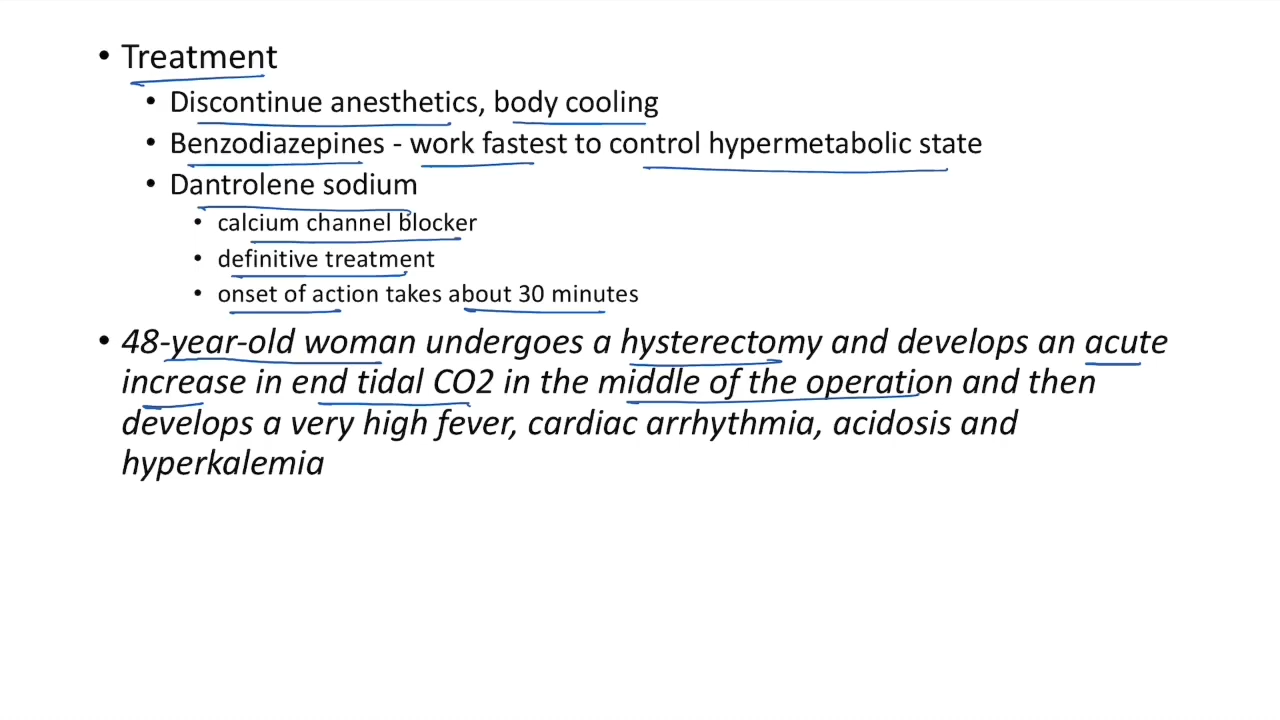 • Treatment
• Discontinue anesthetics, body cooling
• Benzodiazepines - work fastest to control hypermetabolic state
• Dantrolene sodium
• calcium channel blocker
• definitive treatment
• onset of action takes about 30 minutes
• 48-year-old woman undergoes a hysterectomy and develops an acute
increase in end tidal CO2 in the middle of the operation and then
develops a very high fever, cardiac arrhythmia, acidosis and
hyperkalemia